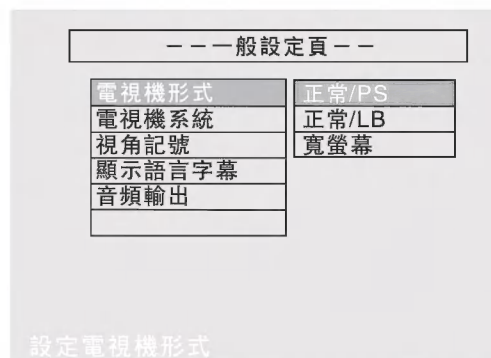 －－一般設定頁－－
電視機形式
正常/PS
電視機系統
正常/LB
視角記號
寬螢幕
顯示語言字幕
音頻輸出
設定電視機形式